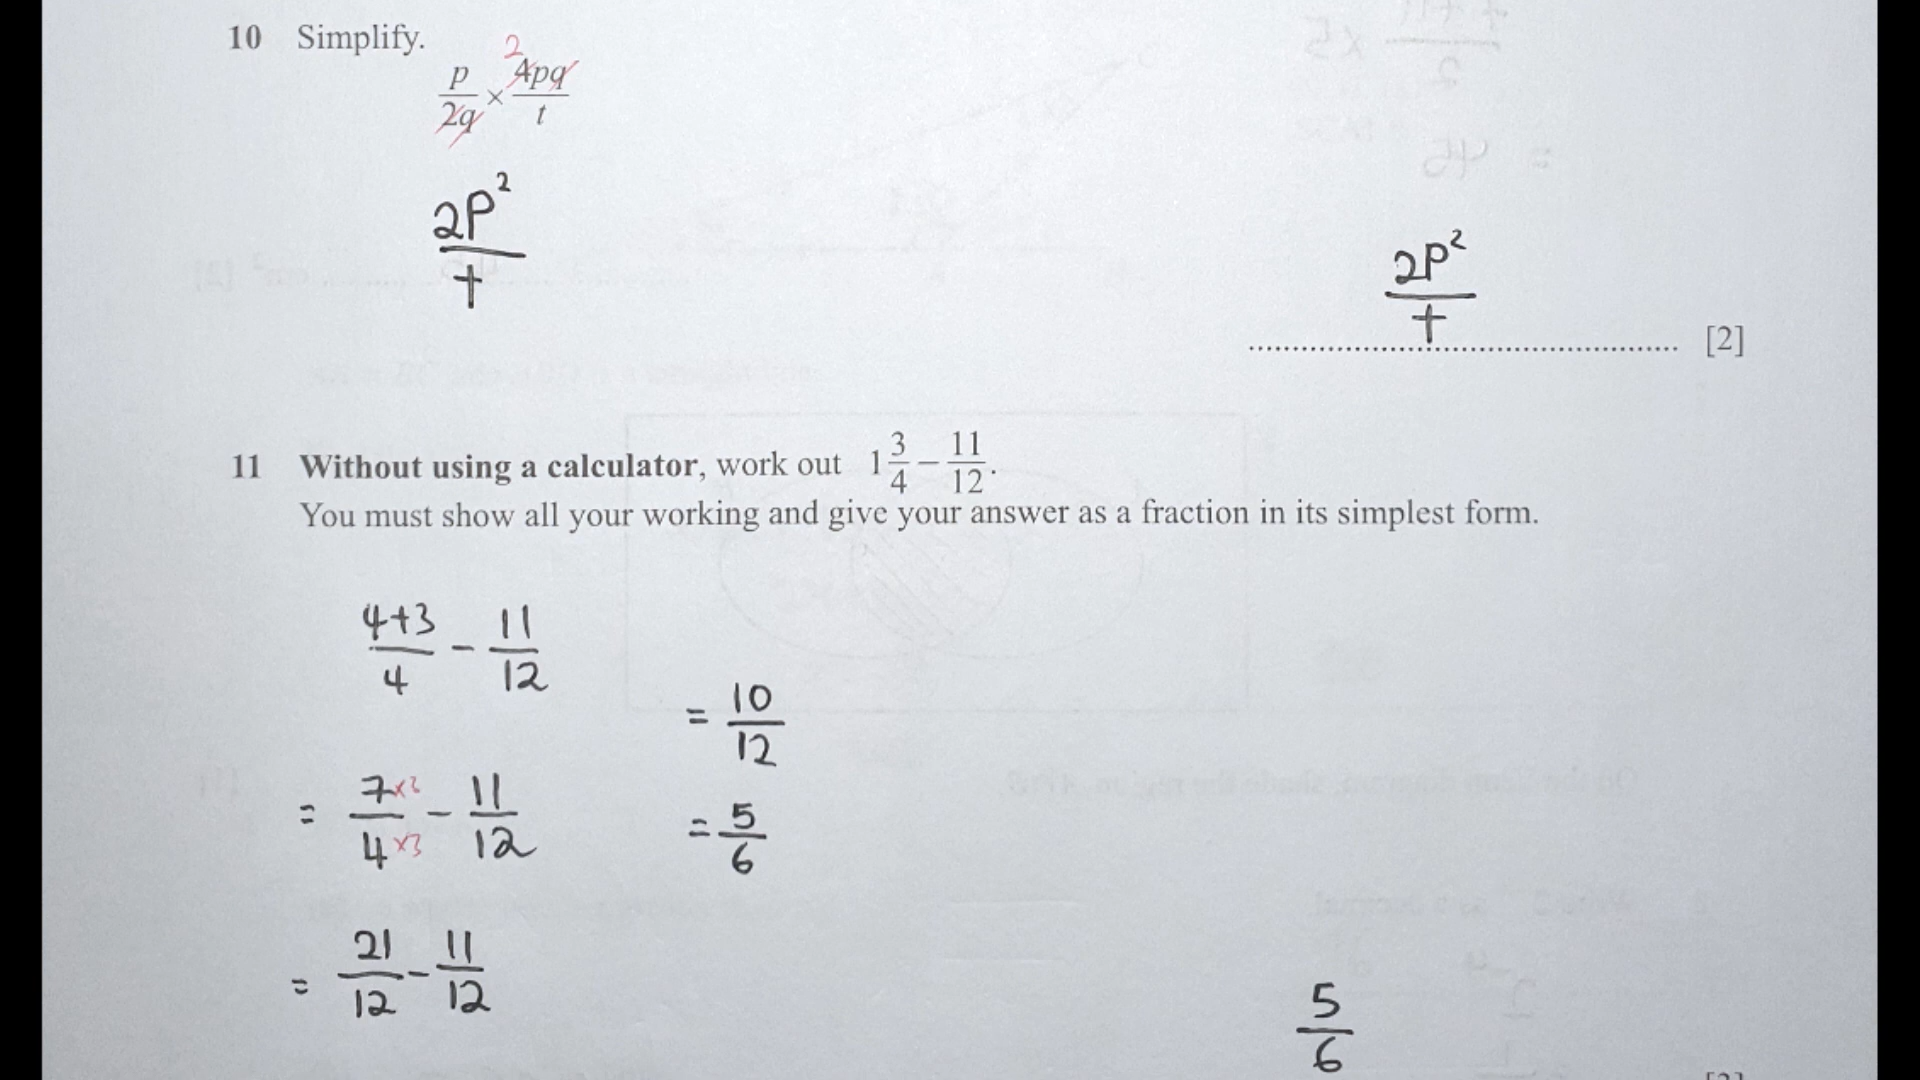 10 Simplify.
p/2q × 4pq/t
2
2P²/t
2P²/t
[2]
11 Without using a calculator, work out 1 3/4 − 11/12.
You must show all your working and give your answer as a fraction in its simplest form.
4+3/4 − 11/12
= 10/12
= 7×3/4×3 − 11/12
= 5/6
= 21/12 − 11/12
5/6